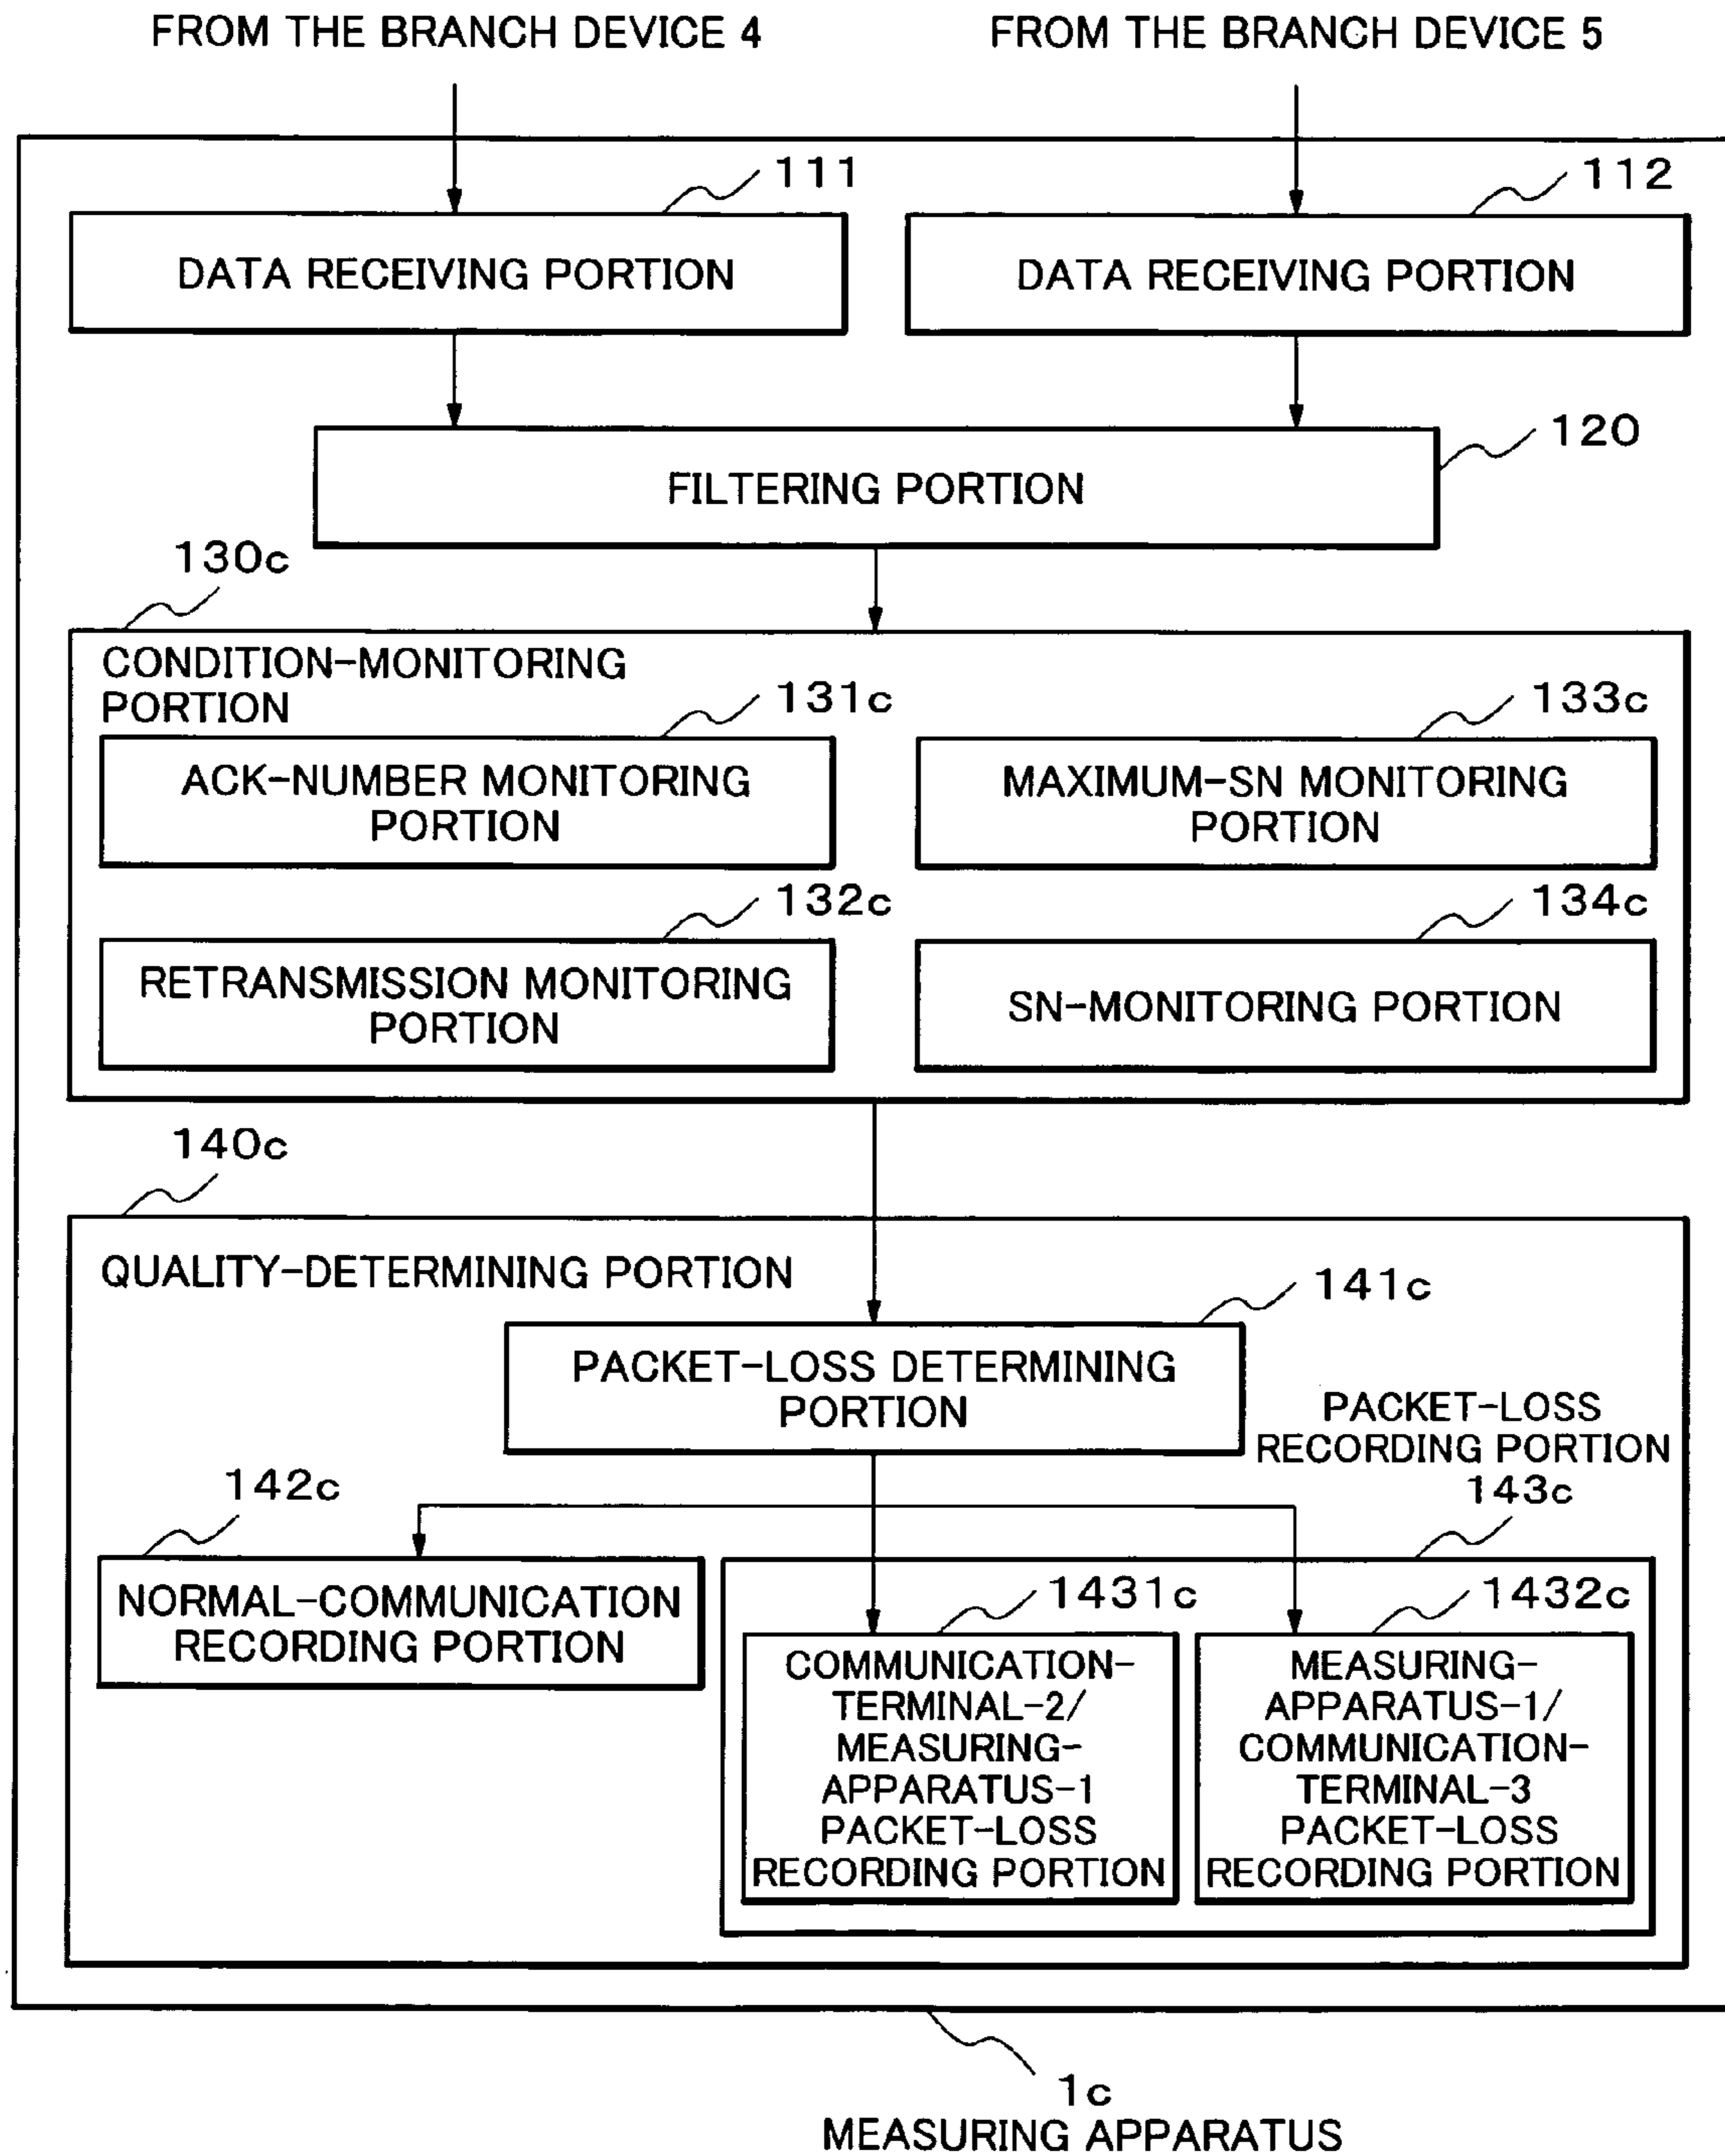 FROM THE BRANCH DEVICE 4
FROM THE BRANCH DEVICE 5
111
112
DATA RECEIVING PORTION
DATA RECEIVING PORTION
120
FILTERING PORTION
130c
CONDITION-MONITORING
PORTION
131c
133c
ACK-NUMBER MONITORING
PORTION
MAXIMUM-SN MONITORING
PORTION
132c
134c
RETRANSMISSION MONITORING
PORTION
SN-MONITORING PORTION
140c
QUALITY-DETERMINING PORTION
141c
PACKET-LOSS DETERMINING
PORTION
PACKET-LOSS
RECORDING PORTION
143c
142c
NORMAL-COMMUNICATION
RECORDING PORTION
1431c
1432c
COMMUNICATION-
TERMINAL-2/
MEASURING-
APPARATUS-1
PACKET-LOSS
RECORDING PORTION
MEASURING-
APPARATUS-1/
COMMUNICATION-
TERMINAL-3
PACKET-LOSS
RECORDING PORTION
1c
MEASURING APPARATUS